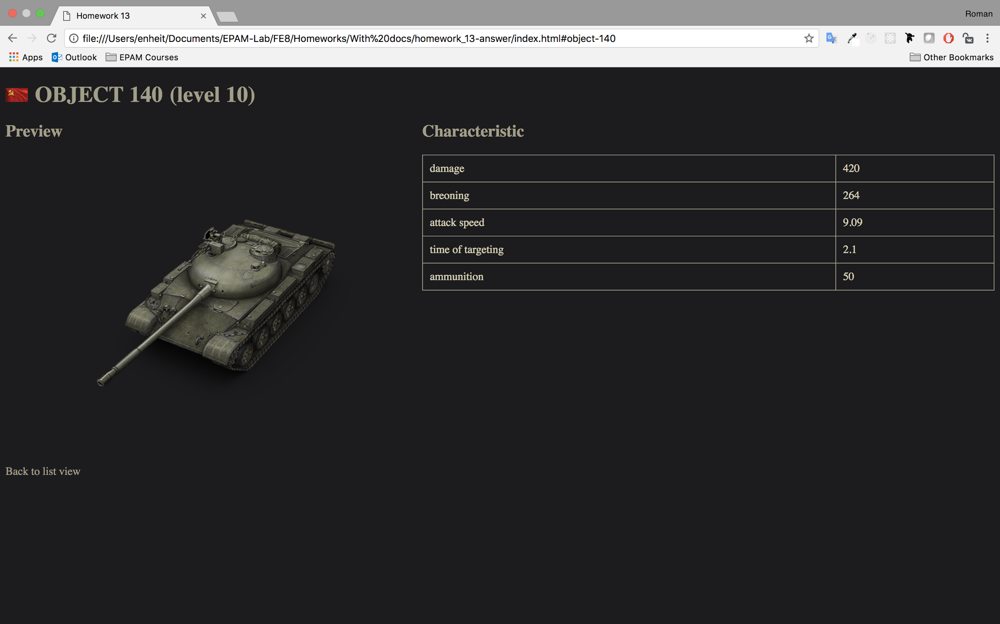 Homework 13
Roman
file:///Users/enheit/Documents/EPAM-Lab/FE8/Homeworks/With%20docs/homework_13-answer/index.html#object-140
Apps Outlook EPAM Courses Other Bookmarks
OBJECT 140 (level 10)
Preview
Characteristic
damage 420
breoning 264
attack speed 9.09
time of targeting 2.1
ammunition 50
Back to list view